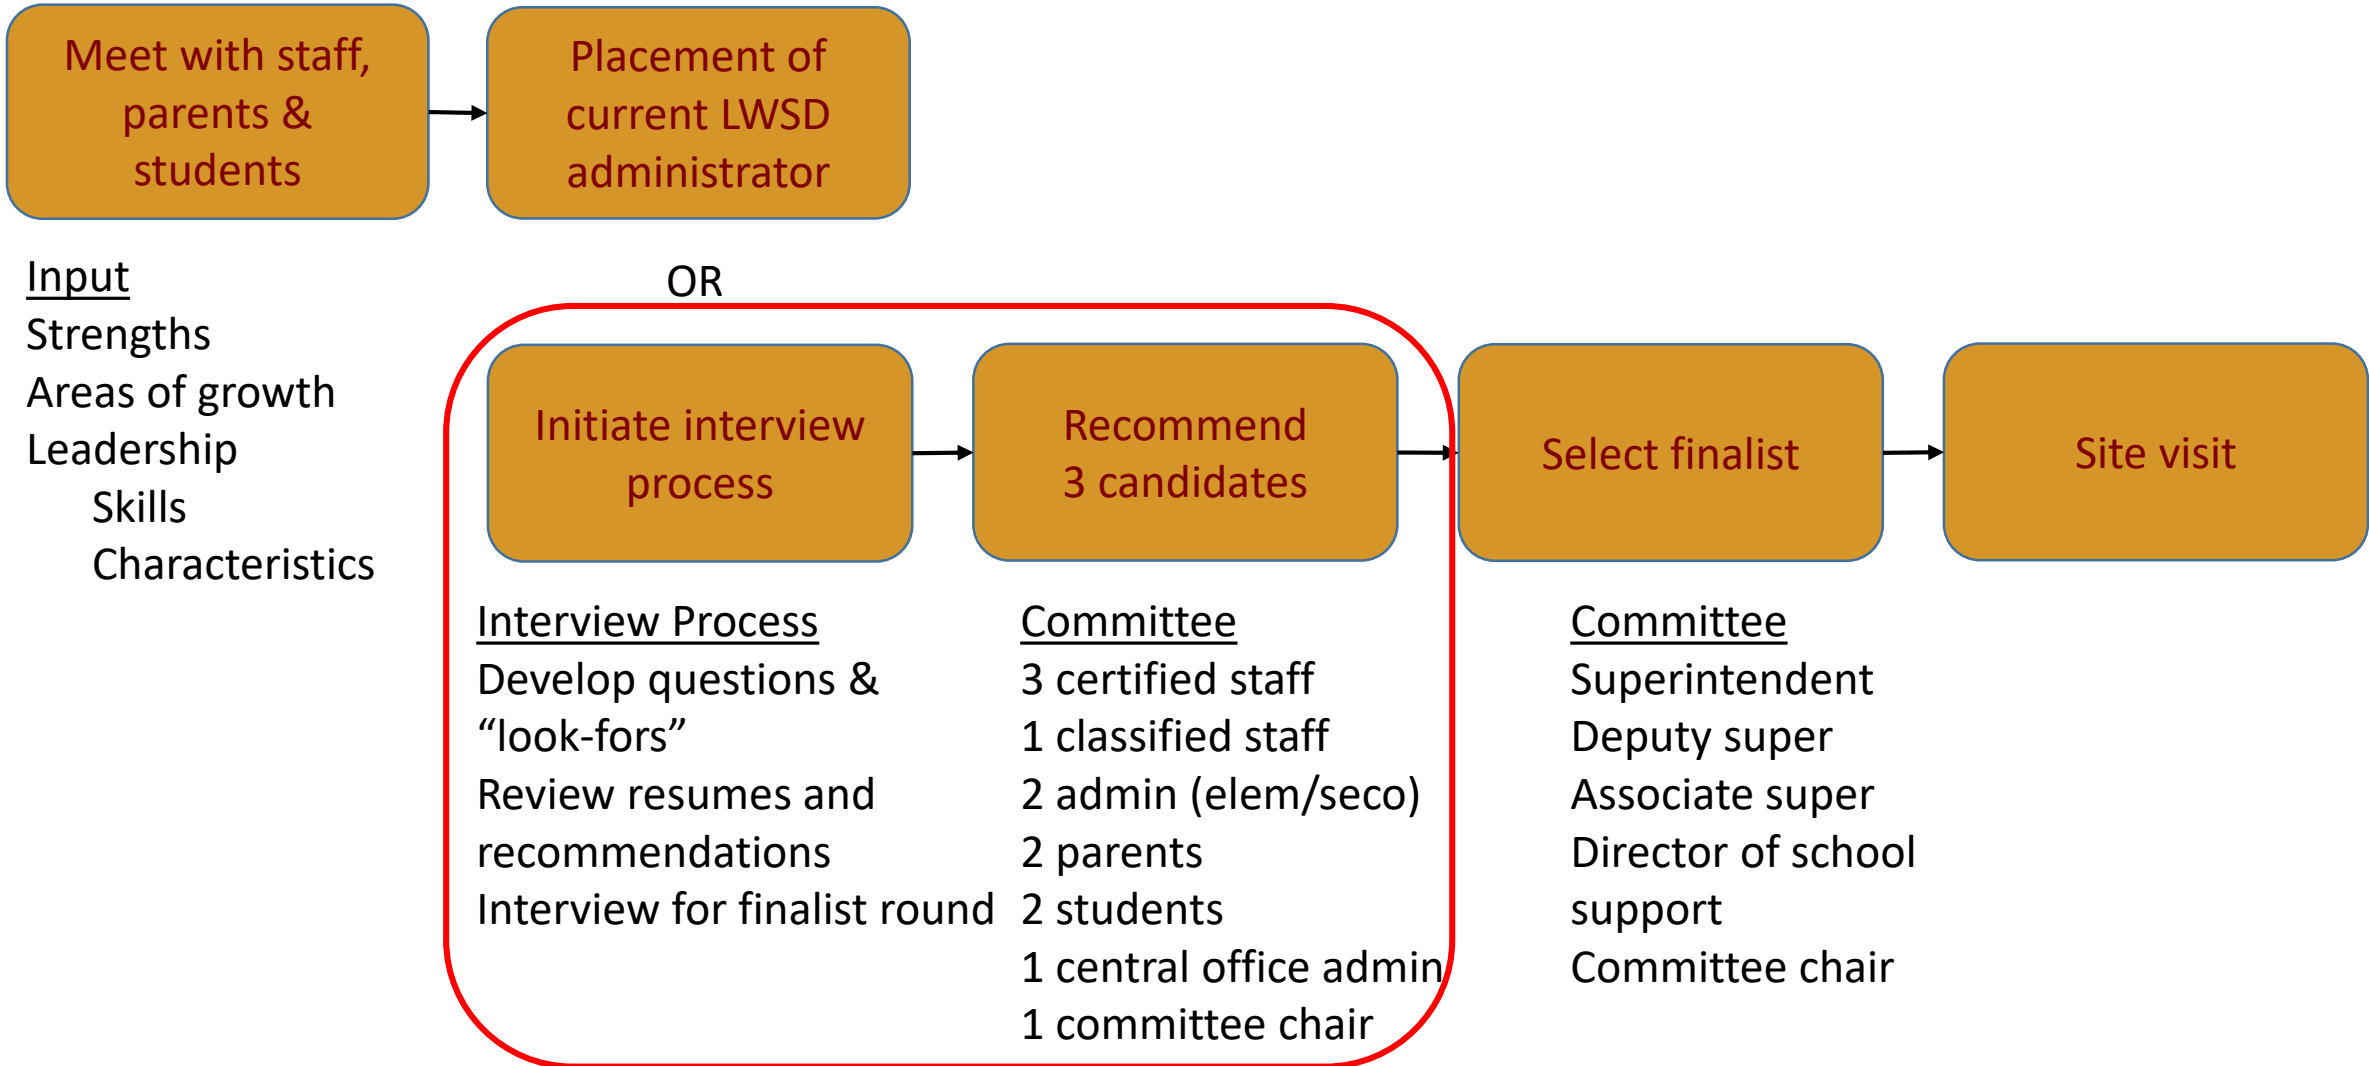 Meet with staff,
parents &
students
Placement of
current LWSD
administrator
Input
Strengths
Areas of growth
Leadership
Skills
Characteristics
OR
Initiate interview
process
Recommend
3 candidates
Select finalist
Site visit
Interview Process
Develop questions &
“look-fors”
Review resumes and
recommendations
Interview for finalist round
Committee
3 certified staff
1 classified staff
2 admin (elem/seco)
2 parents
2 students
1 central office admin
1 committee chair
Committee
Superintendent
Deputy super
Associate super
Director of school
support
Committee chair